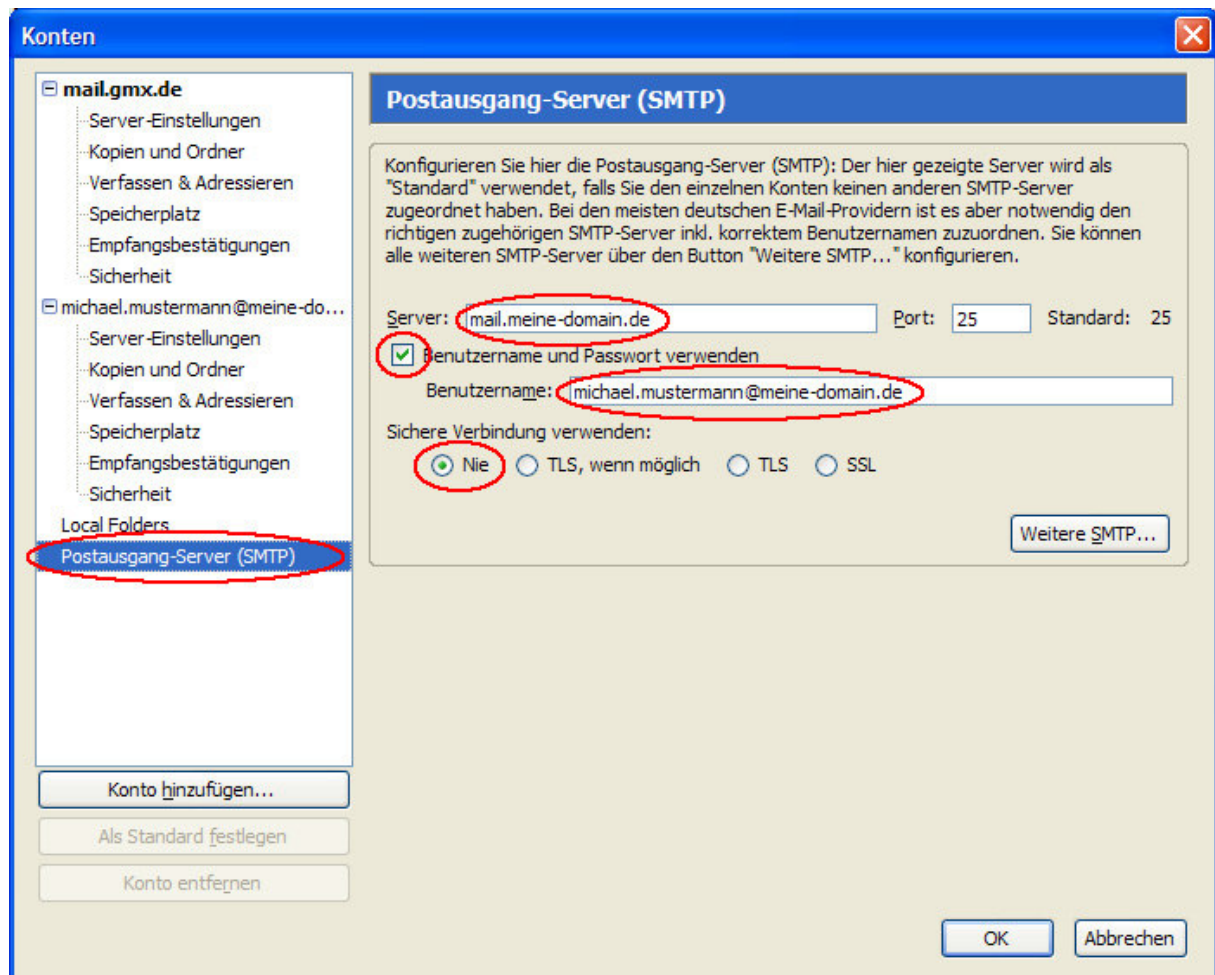 Konten
mail.gmx.de
Server-Einstellungen
Kopien und Ordner
Verfassen & Adressieren
Speicherplatz
Empfangsbestätigungen
Sicherheit
michael.mustermann@meine-do...
Server-Einstellungen
Kopien und Ordner
Verfassen & Adressieren
Speicherplatz
Empfangsbestätigungen
Sicherheit
Local Folders
Postausgang-Server (SMTP)
Konto hinzufügen...
Als Standard festlegen
Konto entfernen
Postausgang-Server (SMTP)
Konfigurieren Sie hier die Postausgang-Server (SMTP): Der hier gezeigte Server wird als
"Standard" verwendet, falls Sie den einzelnen Konten keinen anderen SMTP-Server
zugeordnet haben. Bei den meisten deutschen E-Mail-Providern ist es aber notwendig den
richtigen zugehörigen SMTP-Server inkl. korrektem Benutzernamen zuzuordnen. Sie können
alle weiteren SMTP-Server über den Button "Weitere SMTP..." konfigurieren.
Server: mail.meine-domain.de Port: 25 Standard: 25
Benutzername und Passwort verwenden
Benutzername: michael.mustermann@meine-domain.de
Sichere Verbindung verwenden:
Nie TLS, wenn möglich TLS SSL
Weitere SMTP...
OK Abbrechen